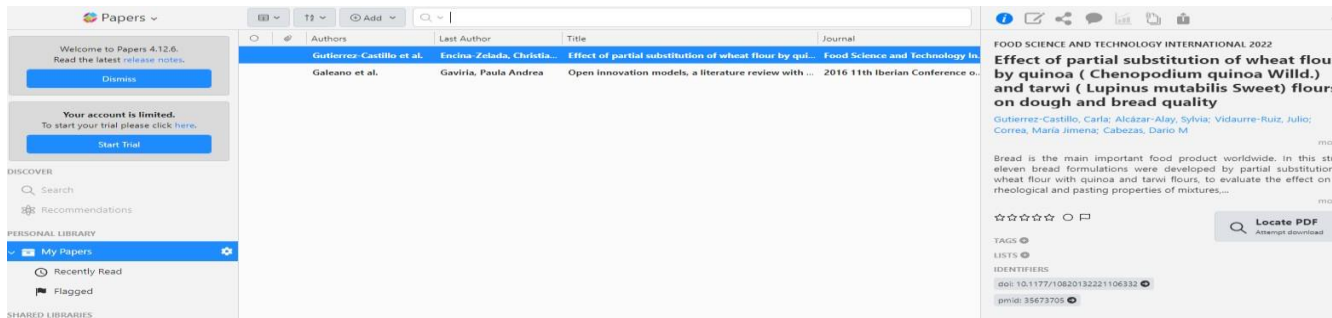 Papers
Add
Welcome to Papers 4.12.6.
Read the latest release notes.
Dismiss
Your account is limited.
To start your trial please click here.
Start Trial
DISCOVER
Search
Recommendations
PERSONAL LIBRARY
My Papers
Recently Read
Flagged
SHARED LIBRARIES
Authors Last Author Title Journal
Gutierrez-Castillo et al. Encina-Zelada, Christia... Effect of partial substitution of wheat flour by qui... Food Science and Technology In.
Galeano et al. Gaviria, Paula Andrea Open innovation models, a literature review with ... 2016 11th Iberian Conference o..
FOOD SCIENCE AND TECHNOLOGY INTERNATIONAL 2022
Effect of partial substitution of wheat flou
by quinoa ( Chenopodium quinoa Willd.)
and tarwi ( Lupinus mutabilis Sweet) flours
on dough and bread quality
Gutierrez-Castillo, Carla; Alcázar-Alay, Sylvia; Vidaurre-Ruiz, Julio;
Correa, María Jimena; Cabezas, Dario M
mo
Bread is the main important food product worldwide. In this st
eleven bread formulations were developed by partial substitution
wheat flour with quinoa and tarwi flours, to evaluate the effect on
rheological and pasting properties of mixtures,...
mo
Locate PDF
Attempt download
TAGS
LISTS
IDENTIFIERS
doi: 10.1177/10820132221106332
pmid: 35673705